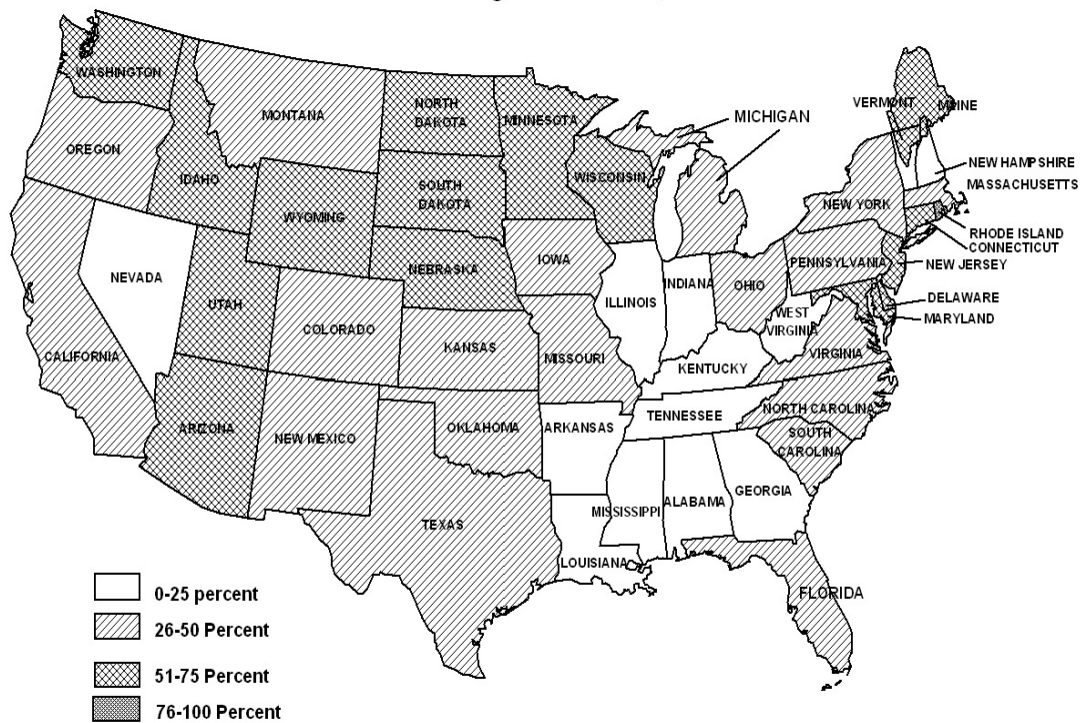 WASHINGTON
VERMONT
MAINE
NORTH
DAKOTA
MONTANA
MINNESOTA
MICHIGAN
OREGON
NEW HAMPSHIRE
IDAHO
WISCONSIN
MASSACHUSETTS
SOUTH
DAKOTA
WYOMING
NEW YORK
RHODE ISLAND
CONNECTICUT
IOWA
PENNSYLVANIA
NEW JERSEY
NEBRASKA
NEVADA
INDIANA
OHIO
UTAH
ILLINOIS
DELAWARE
WEST
VIRGINIA
MARYLAND
COLORADO
KANSAS
CALIFORNIA
MISSOURI
VIRGINIA
KENTUCKY
NORTH CAROLINA
TENNESSEE
OKLAHOMA
ARKANSAS
ARIZONA
NEW MEXICO
SOUTH
CAROLINA
GEORGIA
ALABAMA
MISSISSIPPI
TEXAS
LOUISIANA
FLORIDA
0-25 percent
26-50 Percent
51-75 Percent
76-100 Percent